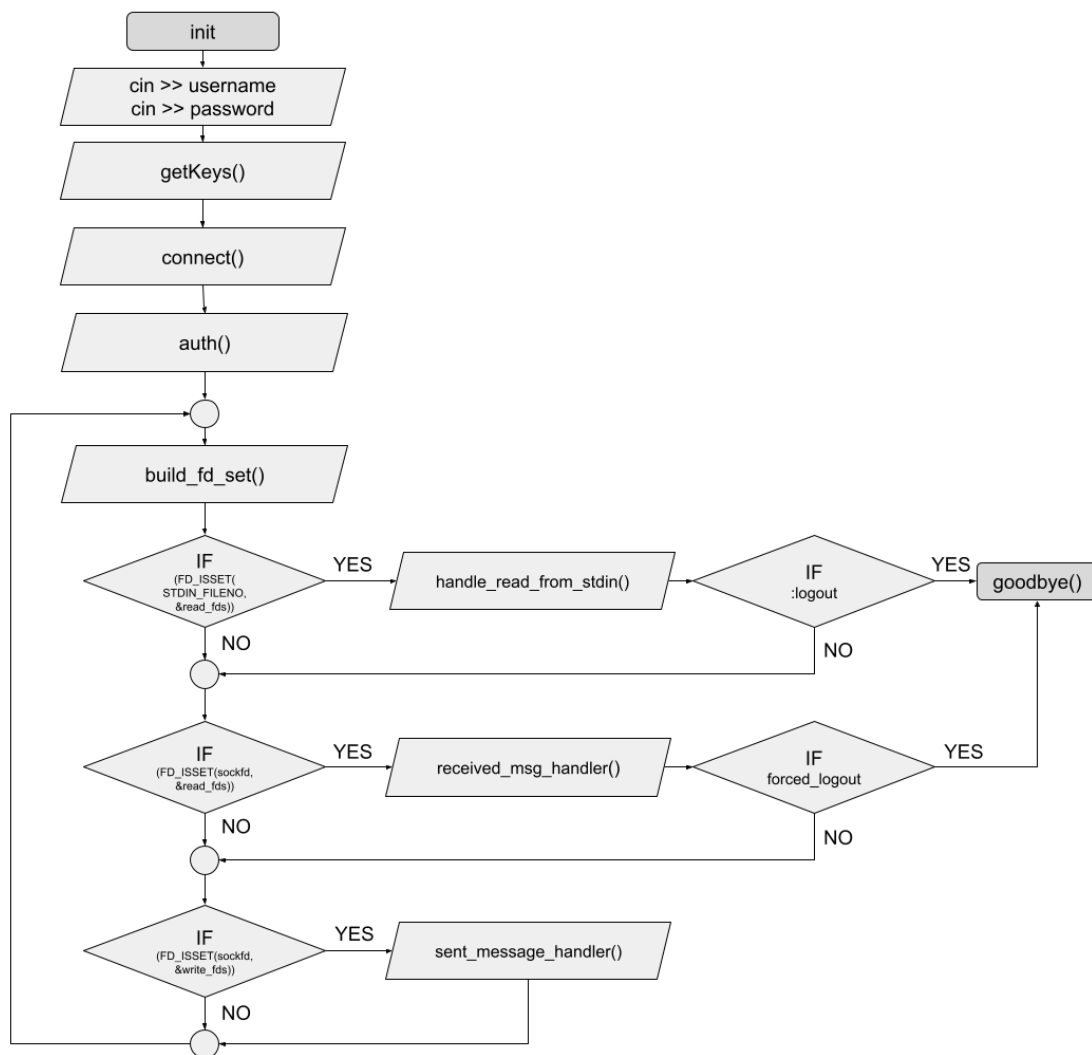 init
cin >> username
cin >> password
getKeys()
connect()
auth()
build_fd_set()
IF
(FD_ISSET(
STDIN_FILENO,
&read_fds))
YES
handle_read_from_stdin()
IF
:logout
YES
goodbye()
NO
NO
IF
(FD_ISSET(sockfd,
&read_fds))
YES
received_msg_handler()
IF
forced_logout
YES
NO
NO
IF
(FD_ISSET(sockfd,
&write_fds))
YES
sent_message_handler()
NO